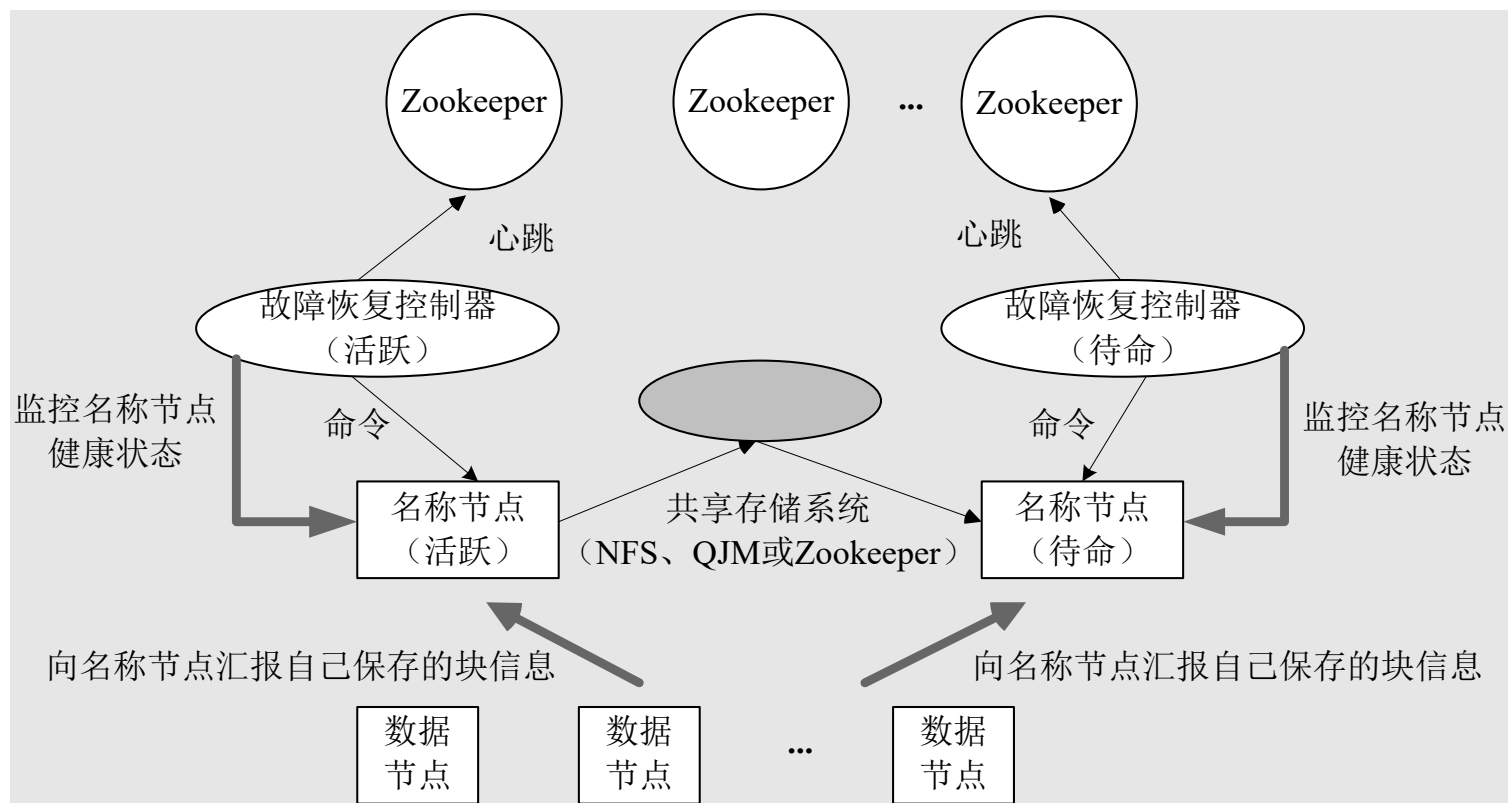 Zookeeper
Zookeeper
...
Zookeeper
心跳
心跳
故障恢复控制器
（活跃）
故障恢复控制器
（待命）
监控名称节点
健康状态
命令
命令
监控名称节点
健康状态
名称节点
（活跃）
共享存储系统
（NFS、QJM或Zookeeper）
名称节点
（待命）
向名称节点汇报自己保存的块信息
向名称节点汇报自己保存的块信息
数据
节点
数据
节点
...
数据
节点